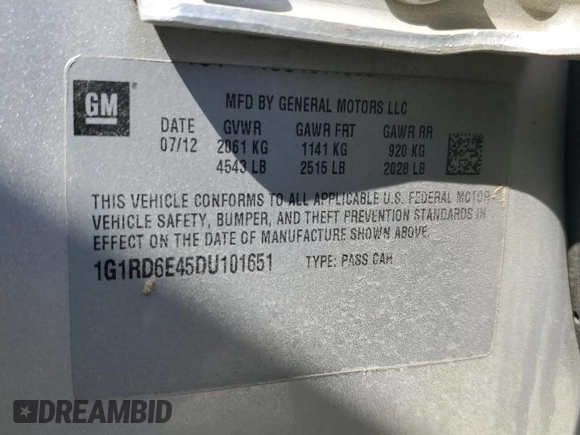 GM
MFD BY GENERAL MOTORS LLC
DATE GVWR GAWR FRT GAWR RR
07/12 2061 KG 1141 KG 920 KG
4543 LB 2515 LB 2028 LB
THIS VEHICLE CONFORMS TO ALL APPLICABLE U.S. FEDERAL MOTOR
VEHICLE SAFETY, BUMPER, AND THEFT PREVENTION STANDARDS IN
EFFECT ON THE DATE OF MANUFACTURE SHOWN ABOVE.
1G1RD6E45DU101651 TYPE: PASS CAR
DREAMBID